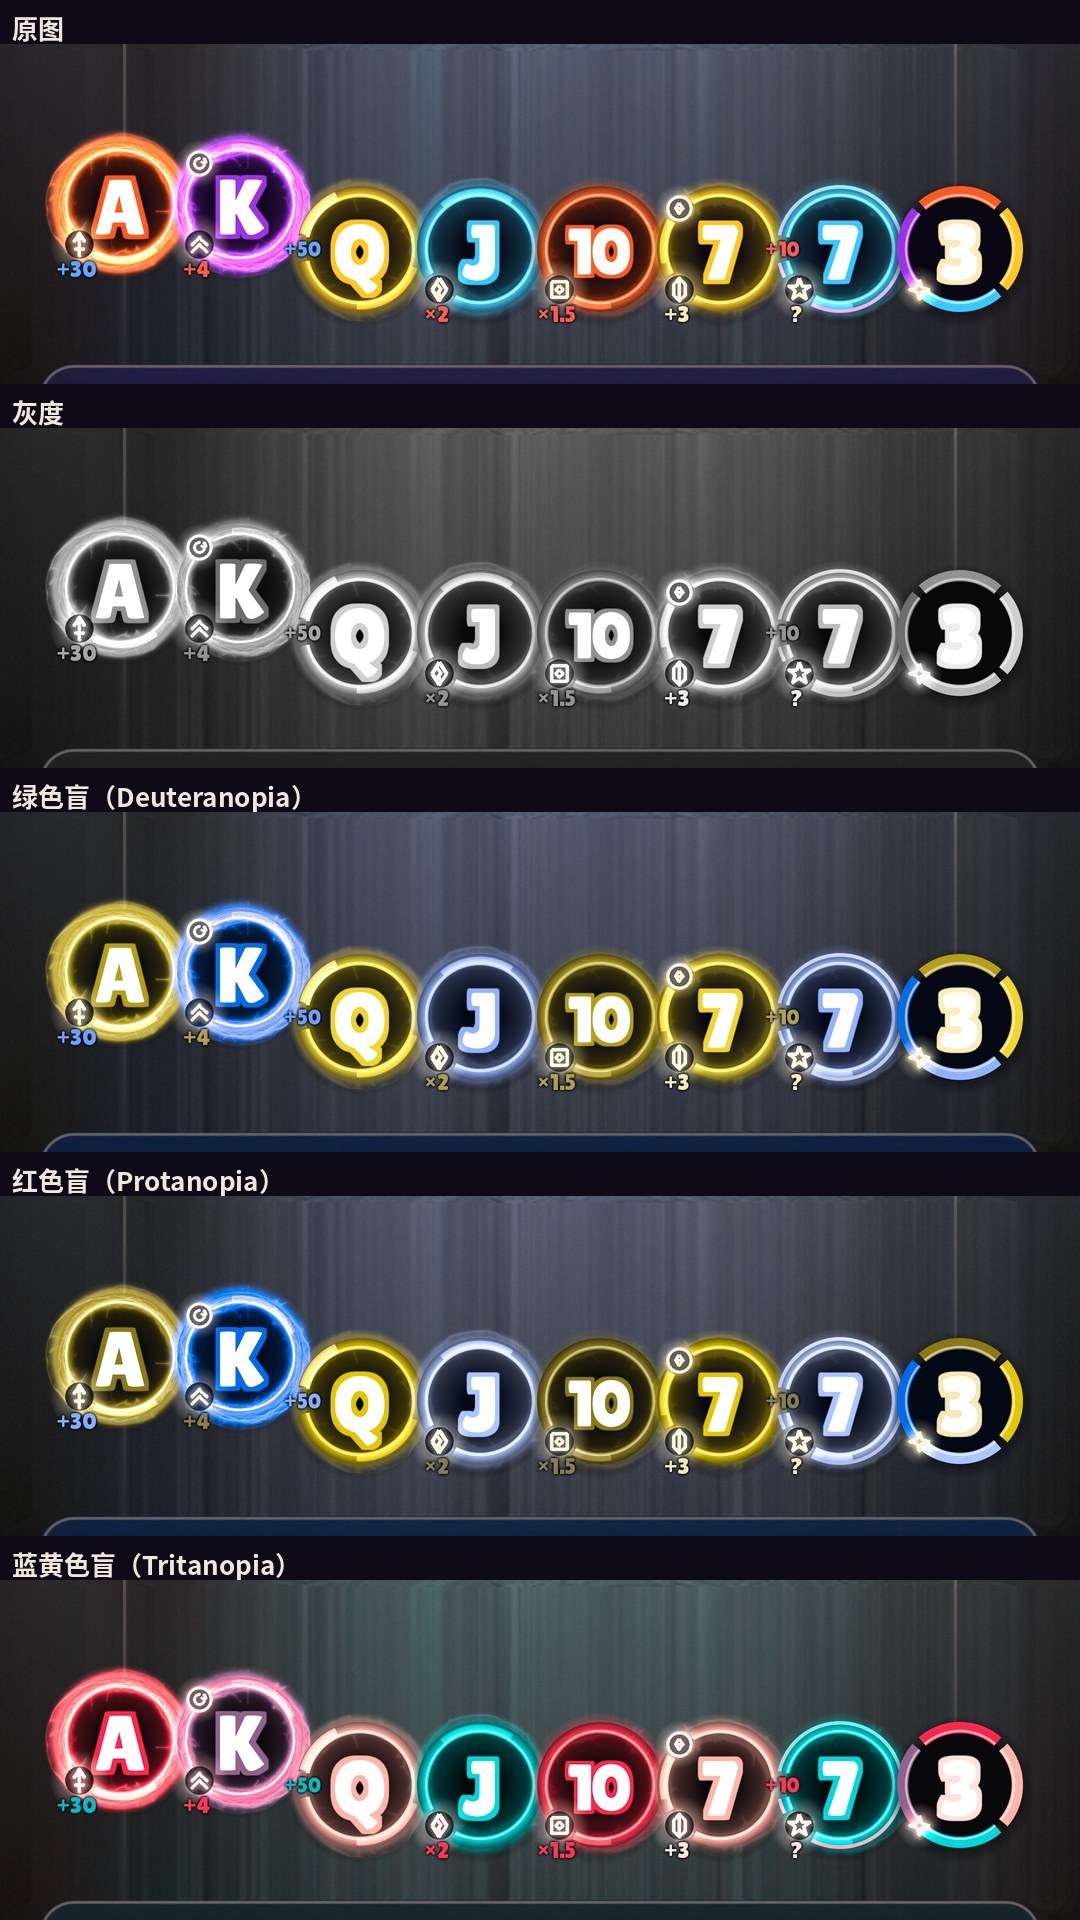 原图
A K Q J 10 7 7 3
+30 +4 +50 ×2 ×1.5 +3 +10 ?
灰度
A K Q J 10 7 7 3
+30 +4 +50 ×2 ×1.5 +3 +10 ?
绿色盲（Deuteranopia）
A K Q J 10 7 7 3
+30 +4 +50 ×2 ×1.5 +3 +10 ?
红色盲（Protanopia）
A K Q J 10 7 7 3
+30 +4 +50 ×2 ×1.5 +3 +10 ?
蓝黄色盲（Tritanopia）
A K Q J 10 7 7 3
+30 +4 +50 ×2 ×1.5 +3 +10 ?